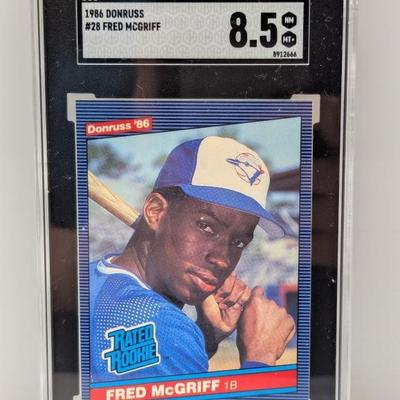 1986 DONRUSS
#28 FRED MCGRIFF
8.5
NM
MT+
8912666
Donruss '86
RATED
ROOKIE
FRED McGRIFF 1B